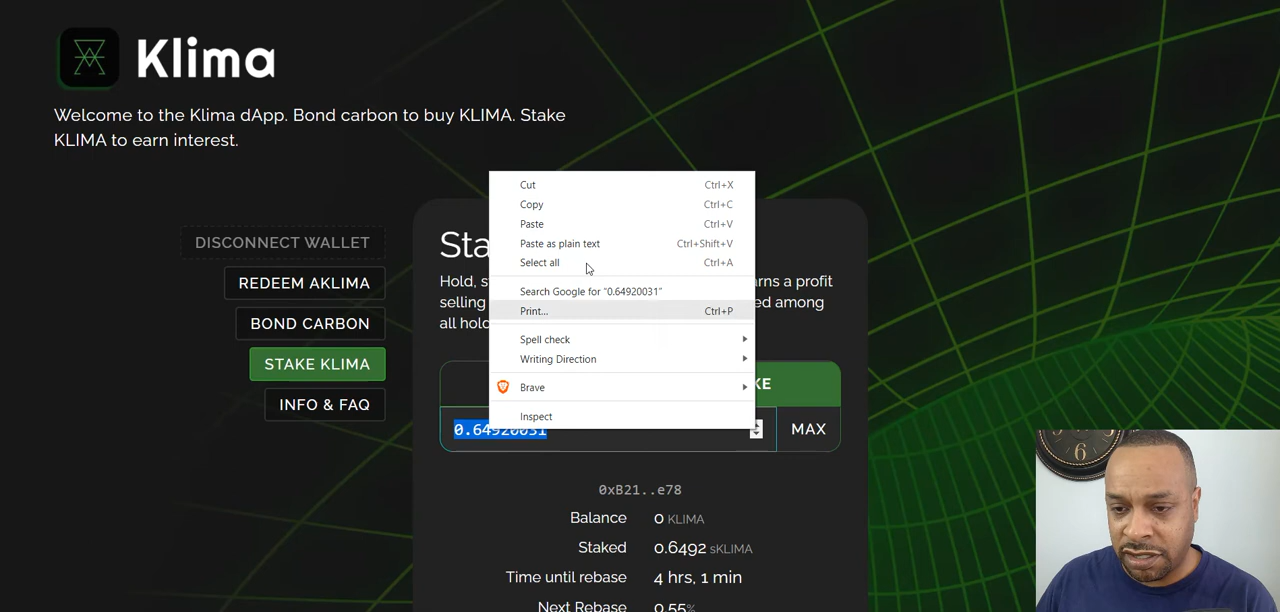 Klima
Welcome to the Klima dApp. Bond carbon to buy KLIMA. Stake
KLIMA to earn interest.
DISCONNECT WALLET
REDEEM AKLIMA
BOND CARBON
STAKE KLIMA
INFO & FAQ
Sta
Hold, s
selling
all hol
rns a profit
ed among
Cut Ctrl+X
Copy Ctrl+C
Paste Ctrl+V
Paste as plain text Ctrl+Shift+V
Select all Ctrl+A
Search Google for "0.64920031"
Print... Ctrl+P
Spell check
Writing Direction
Brave
Inspect
KE
0.64920031
MAX
0xB21..e78
Balance 0 KLIMA
Staked 0.6492 sKLIMA
Time until rebase 4 hrs, 1 min
Next Rebase 0.55%
6